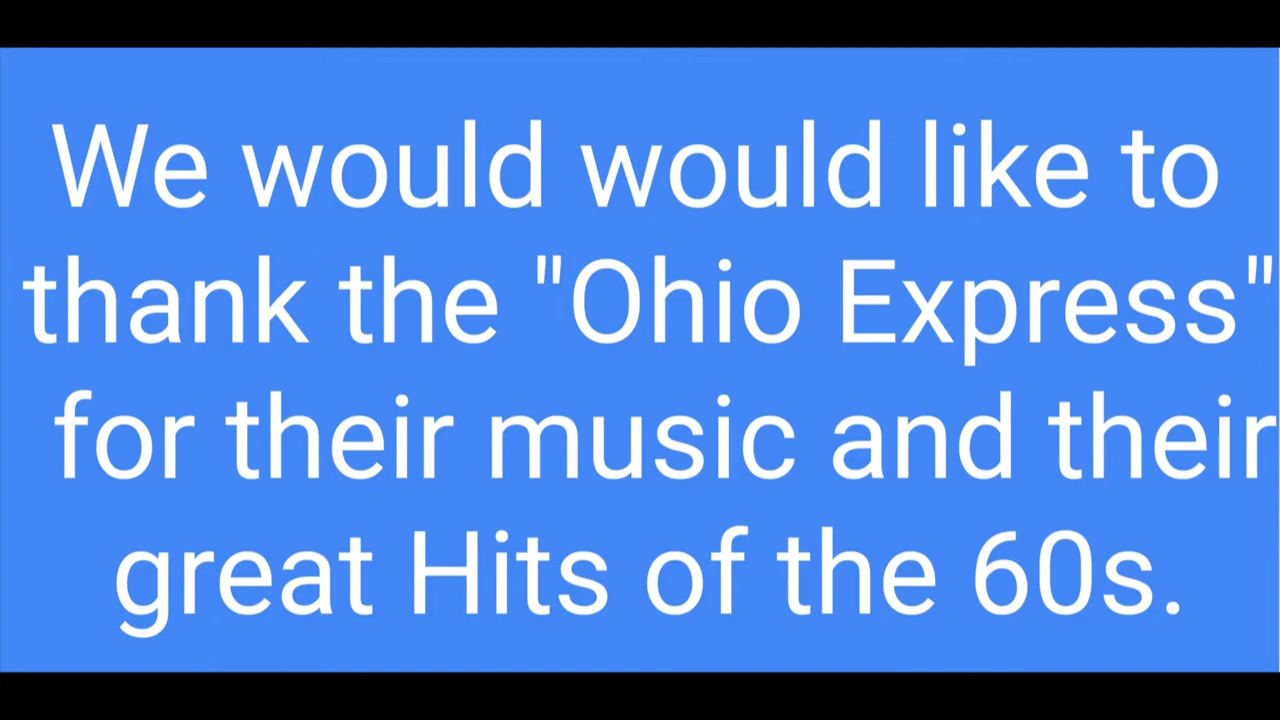 We would would like to
thank the "Ohio Express"
for their music and their
great Hits of the 60s.